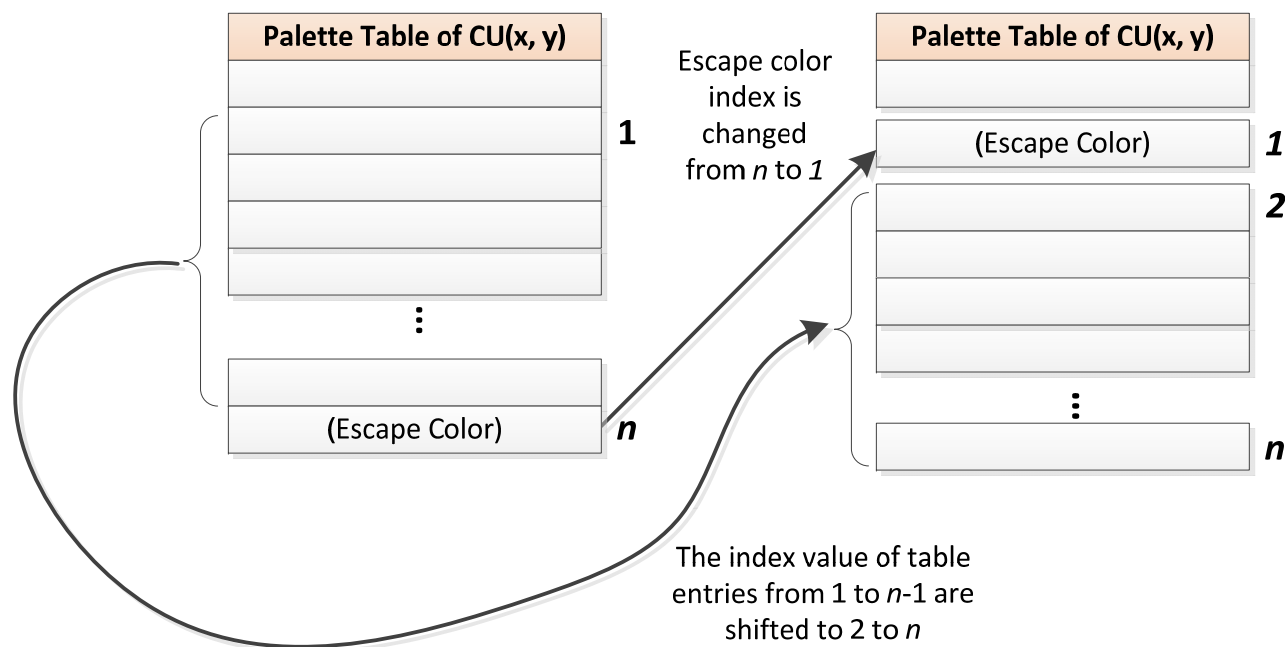 Palette Table of CU(x, y)
1
(Escape Color)
n
Escape color
index is
changed
from n to 1
Palette Table of CU(x, y)
(Escape Color)
1
2
n
The index value of table
entries from 1 to n-1 are
shifted to 2 to n